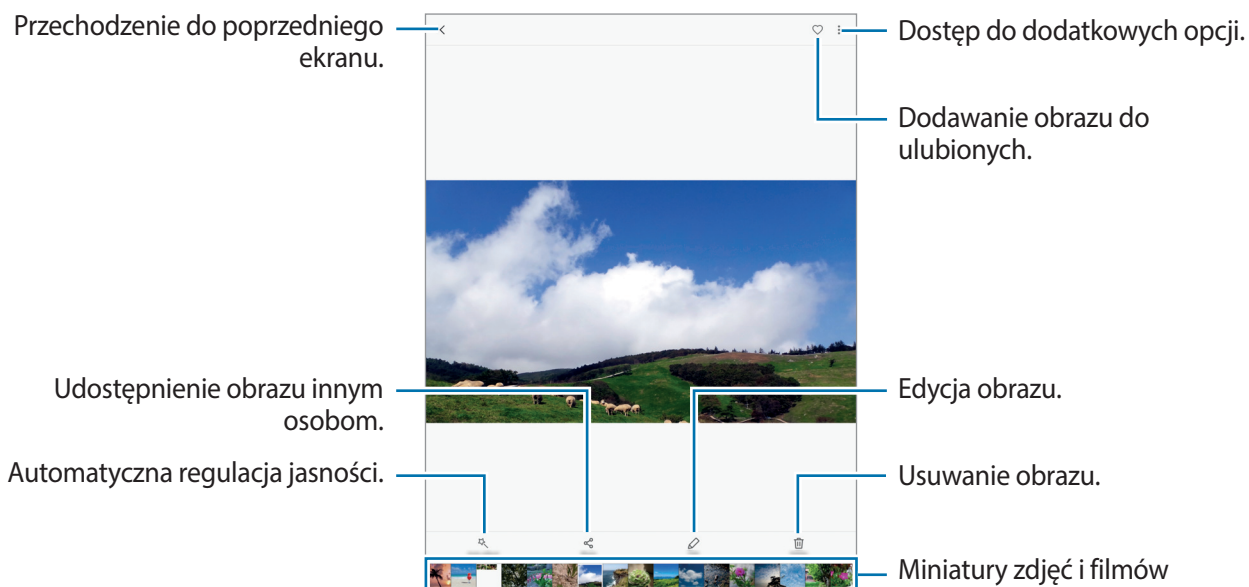 Przechodzenie do poprzedniego
ekranu.
Dostęp do dodatkowych opcji.
Dodawanie obrazu do
ulubionych.
Udostępnienie obrazu innym
osobom.
Edycja obrazu.
Automatyczna regulacja jasności.
Usuwanie obrazu.
Miniatury zdjęć i filmów